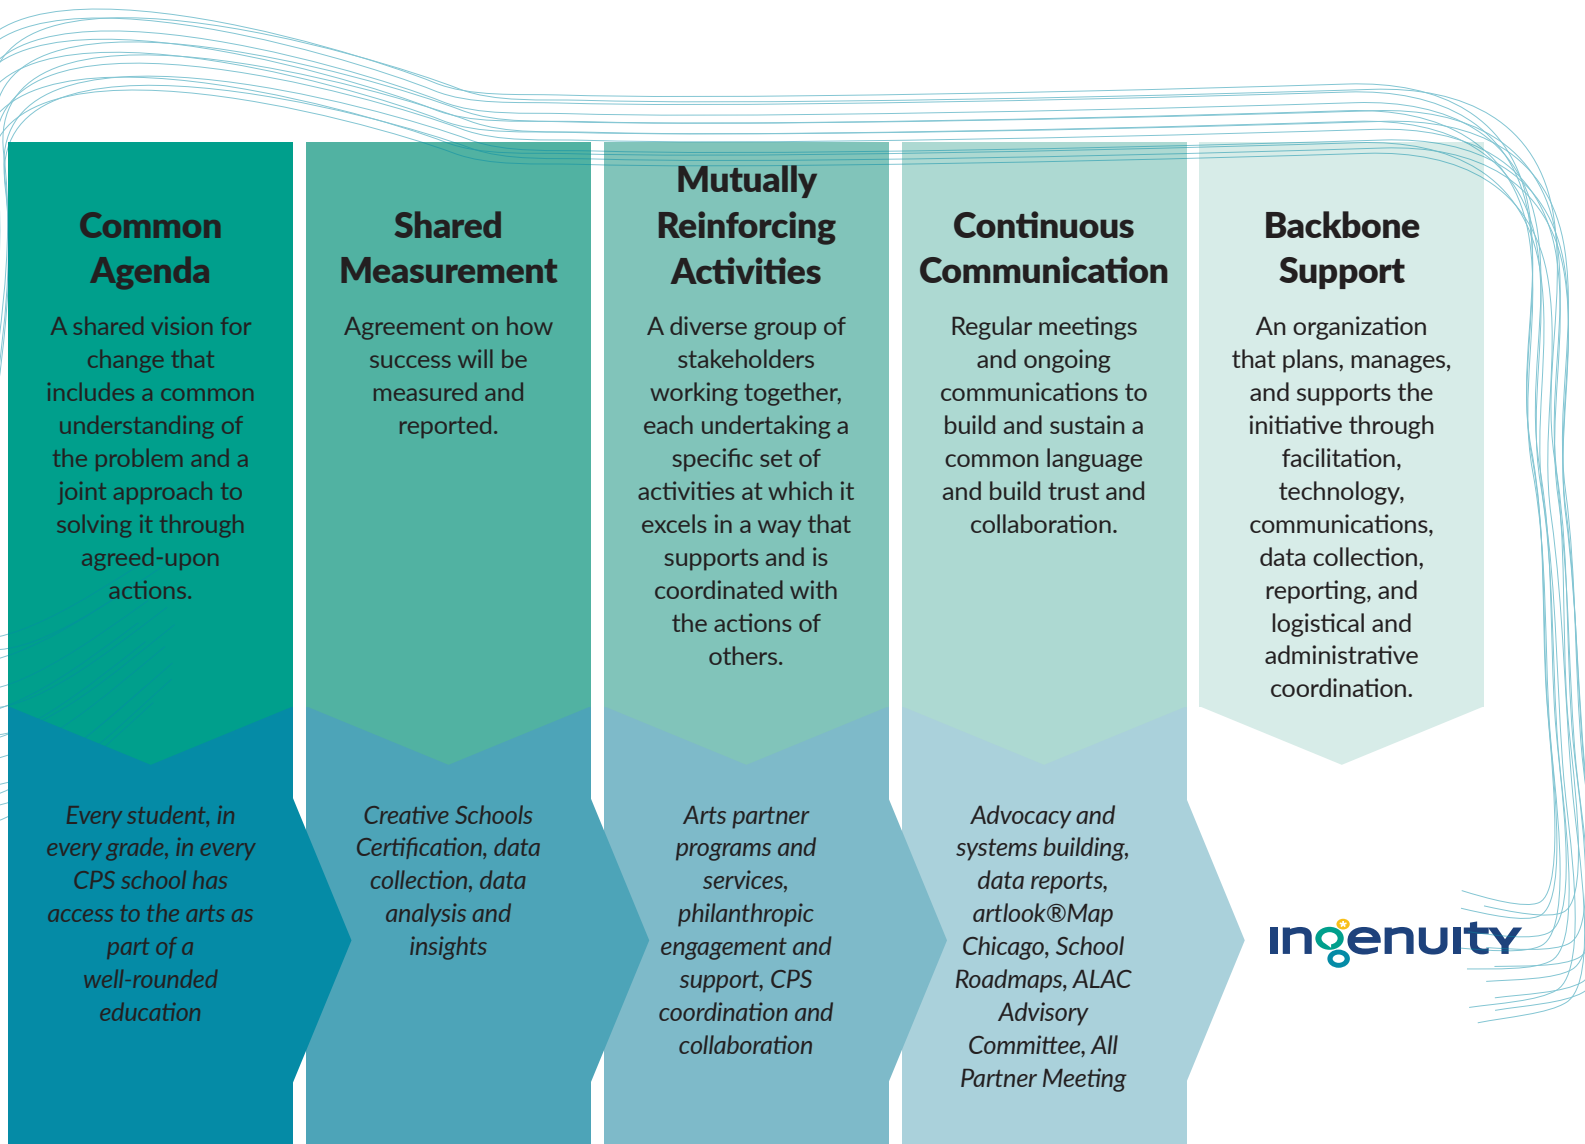 Common
Agenda
A shared vision for
change that
includes a common
understanding of
the problem and a
joint approach to
solving it through
agreed-upon
actions.
Every student, in
every grade, in every
CPS school has
access to the arts as
part of a
well-rounded
education
Shared
Measurement
Agreement on how
success will be
measured and
reported.
Creative Schools
Certification, data
collection, data
analysis and
insights
Mutually
Reinforcing
Activities
A diverse group of
stakeholders
working together,
each undertaking a
specific set of
activities at which it
excels in a way that
supports and is
coordinated with
the actions of
others.
Arts partner
programs and
services,
philanthropic
engagement and
support, CPS
coordination and
collaboration
Continuous
Communication
Regular meetings
and ongoing
communications to
build and sustain a
common language
and build trust and
collaboration.
Advocacy and
systems building,
data reports,
artlook®Map
Chicago, School
Roadmaps, ALAC
Advisory
Committee, All
Partner Meeting
Backbone
Support
An organization
that plans, manages,
and supports the
initiative through
facilitation,
technology,
communications,
data collection,
reporting, and
logistical and
administrative
coordination.
ingenuity